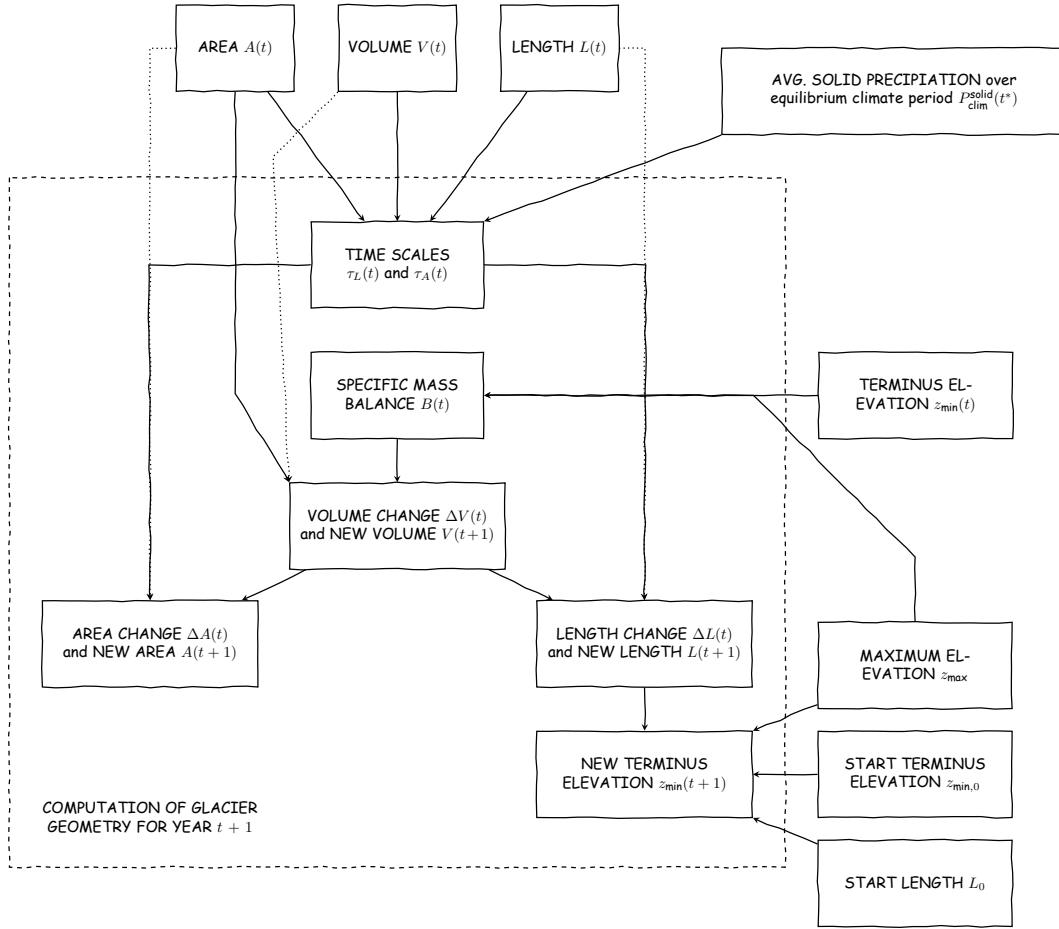 AREA A(t)
VOLUME V(t)
LENGTH L(t)
AVG. SOLID PRECIPIATION over
equilibrium climate period P^solid_clim(t*)
TIME SCALES
τ_L(t) and τ_A(t)
SPECIFIC MASS
BALANCE B(t)
TERMINUS EL-
EVATION z_min(t)
VOLUME CHANGE ΔV(t)
and NEW VOLUME V(t+1)
AREA CHANGE ΔA(t)
and NEW AREA A(t+1)
LENGTH CHANGE ΔL(t)
and NEW LENGTH L(t+1)
MAXIMUM EL-
EVATION z_max
NEW TERMINUS
ELEVATION z_min(t+1)
START TERMINUS
ELEVATION z_min,0
COMPUTATION OF GLACIER
GEOMETRY FOR YEAR t + 1
START LENGTH L_0